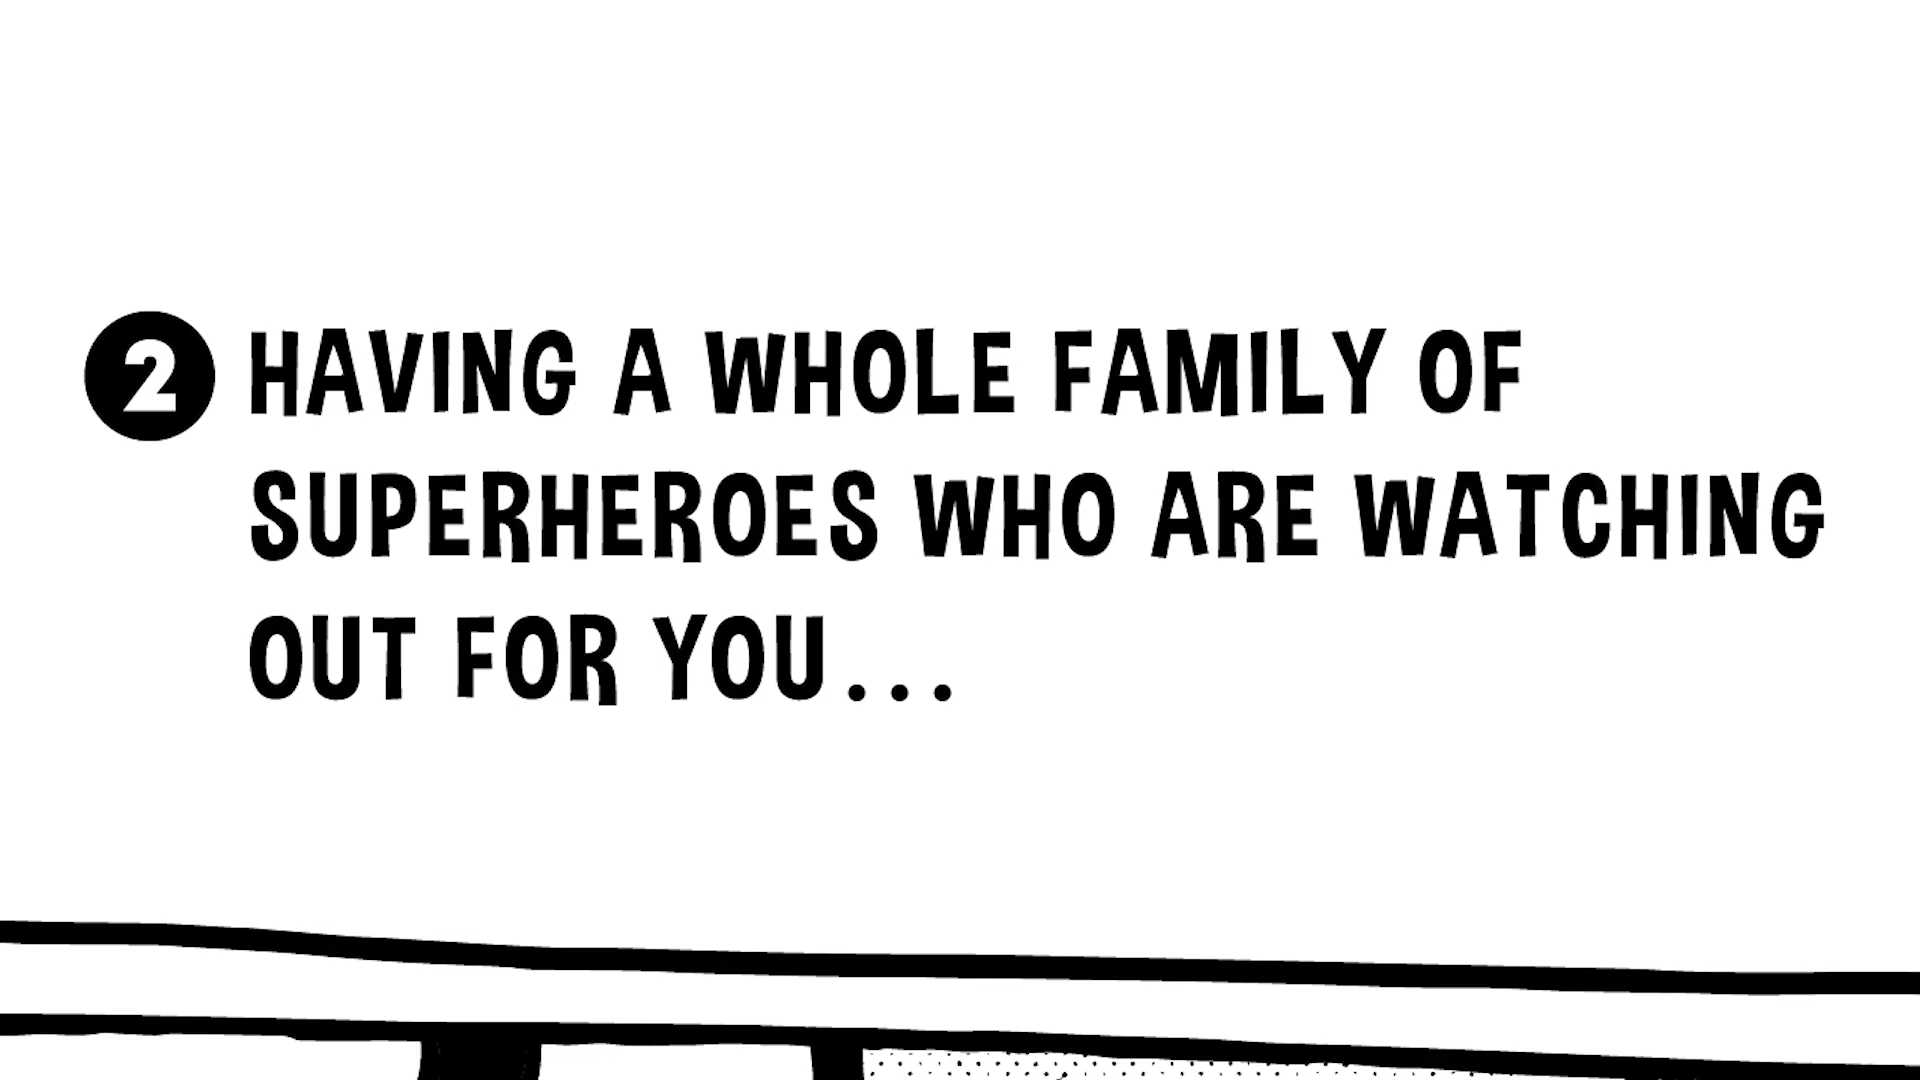 2 HAVING A WHOLE FAMILY OF
SUPERHEROES WHO ARE WATCHING
OUT FOR YOU...